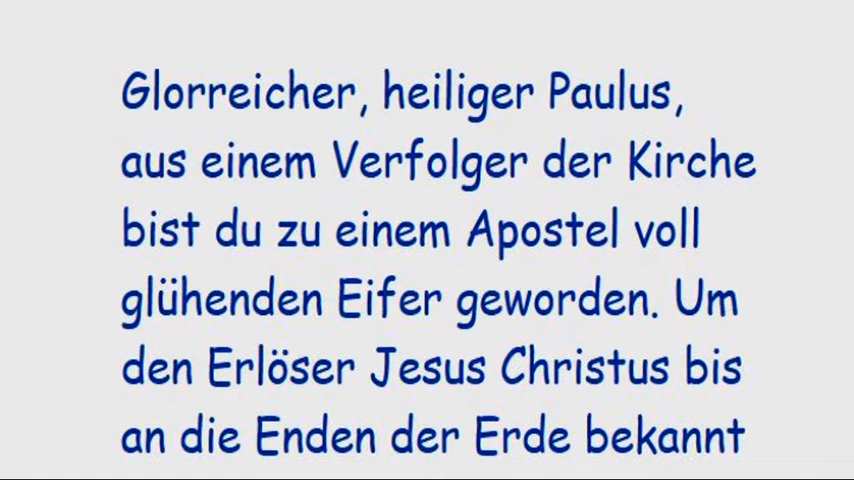 Glorreicher, heiliger Paulus,
aus einem Verfolger der Kirche
bist du zu einem Apostel voll
glühenden Eifer geworden. Um
den Erlöser Jesus Christus bis
an die Enden der Erde bekannt